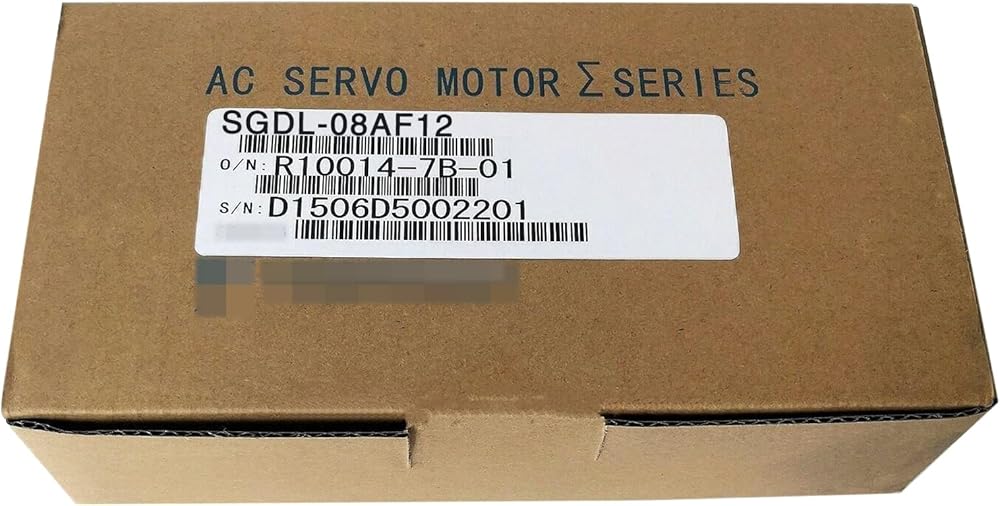 AC SERVO MOTOR Σ SERIES
SGDL-08AF12
O/N: R10014-7B-01
S/N: D1506D5002201